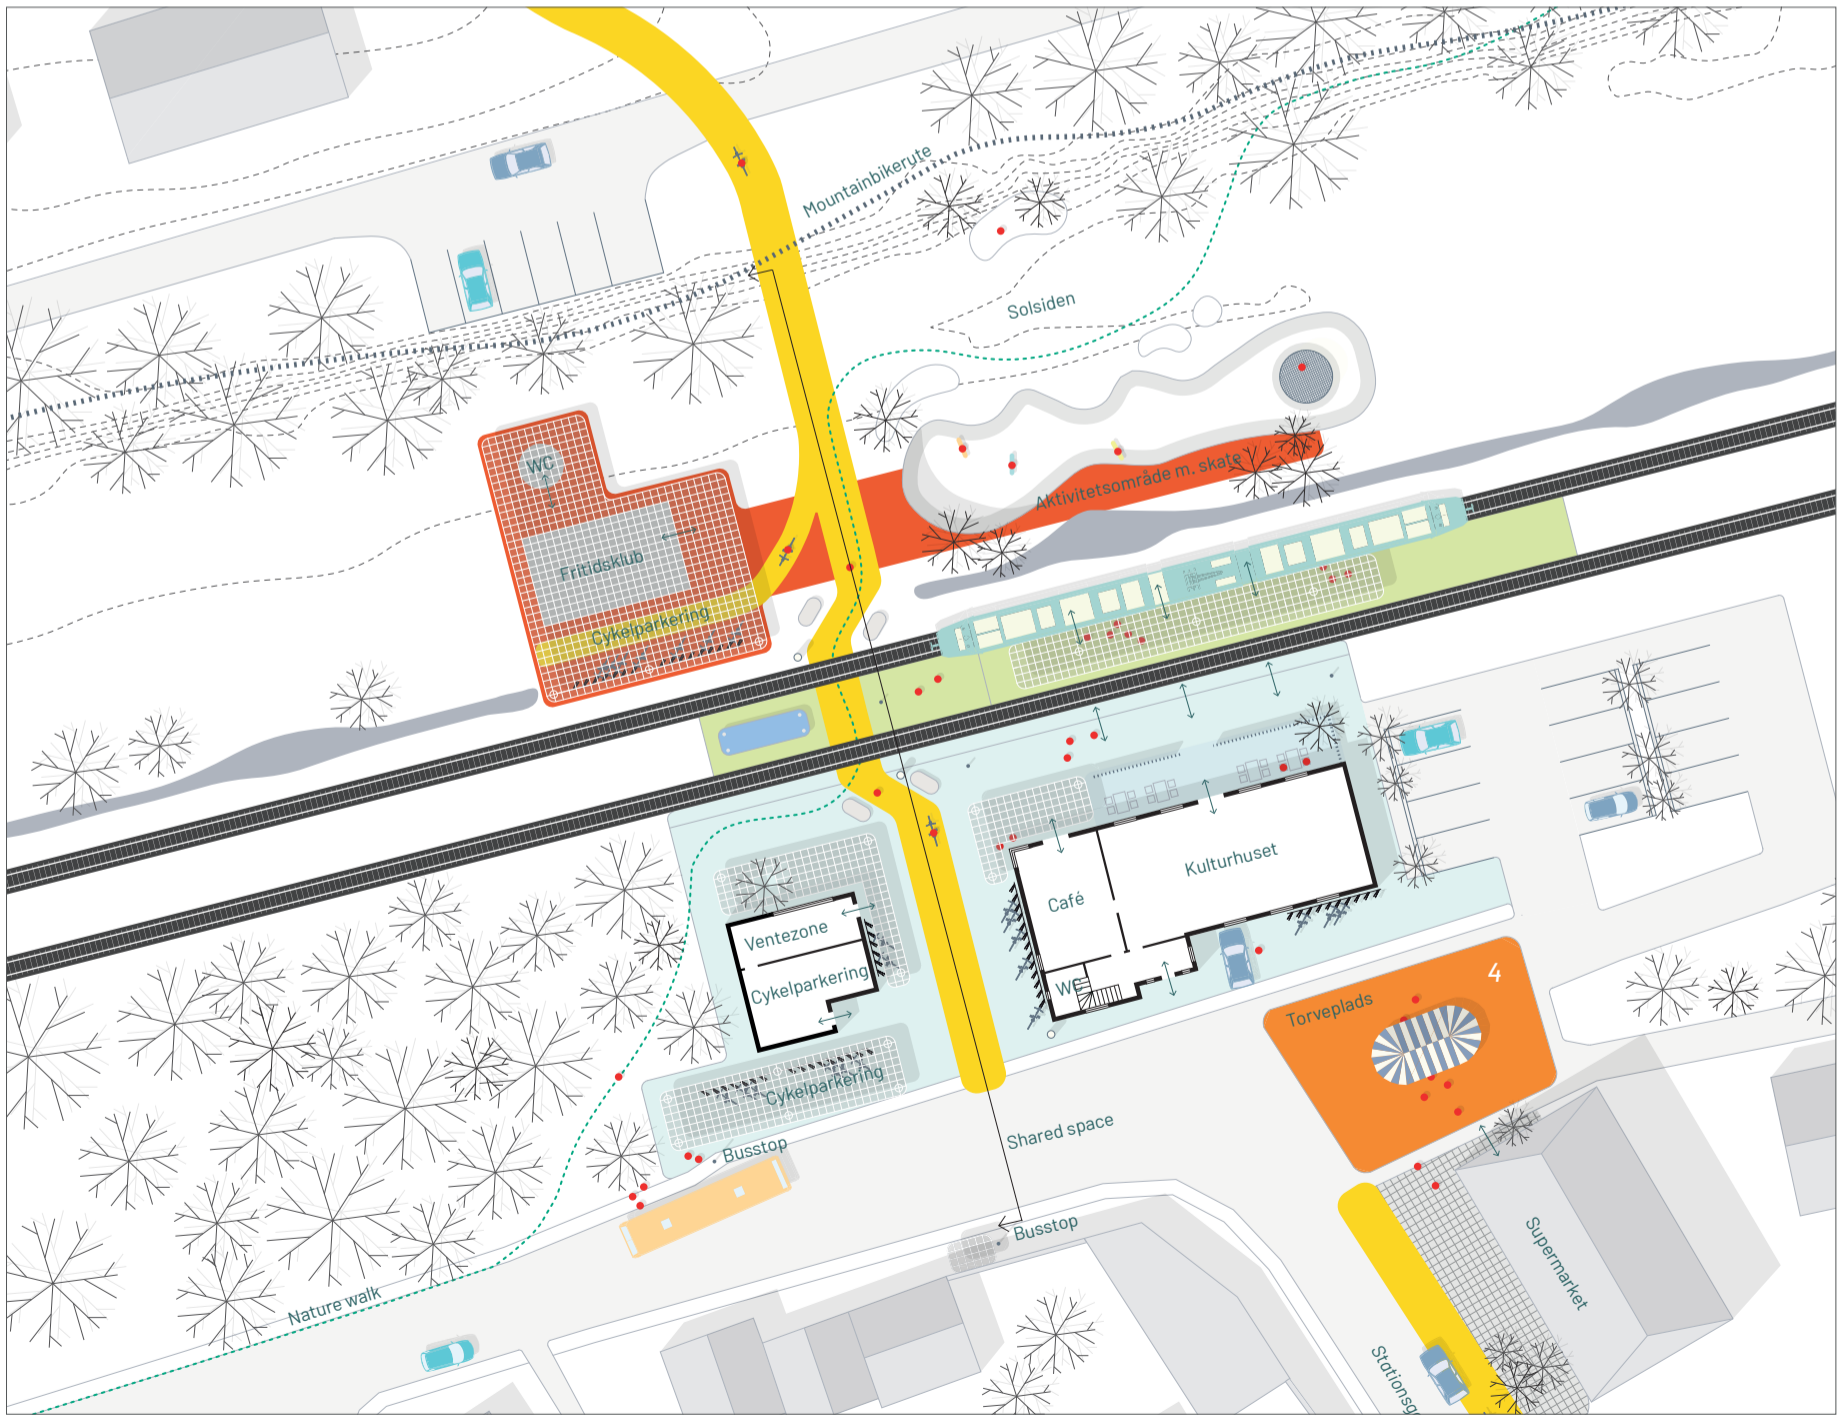 Mountainbikerute
Solsiden
WC
Aktivitetsområde m. skate
Fritidsklub
Cykelparkering
Kulturhuset
Café
Ventezone
Cykelparkering
WC
4
Torveplads
Cykelparkering
Busstop
Shared space
Busstop
Supermarket
Nature walk